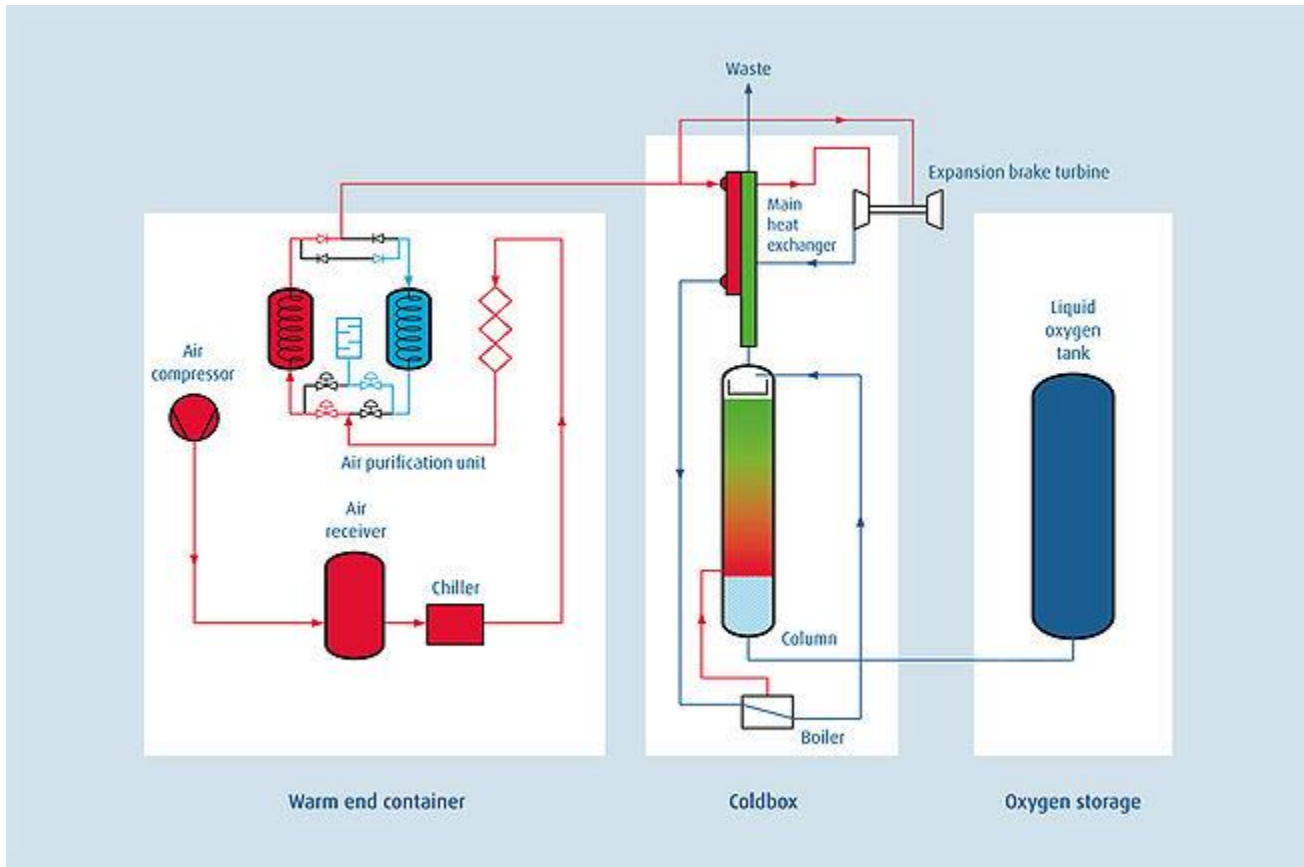 Waste
Expansion brake turbine
Main
heat
exchanger
Air
compressor
Air purification unit
Air
receiver
Chiller
Liquid
oxygen
tank
Column
Boiler
Warm end container
Coldbox
Oxygen storage